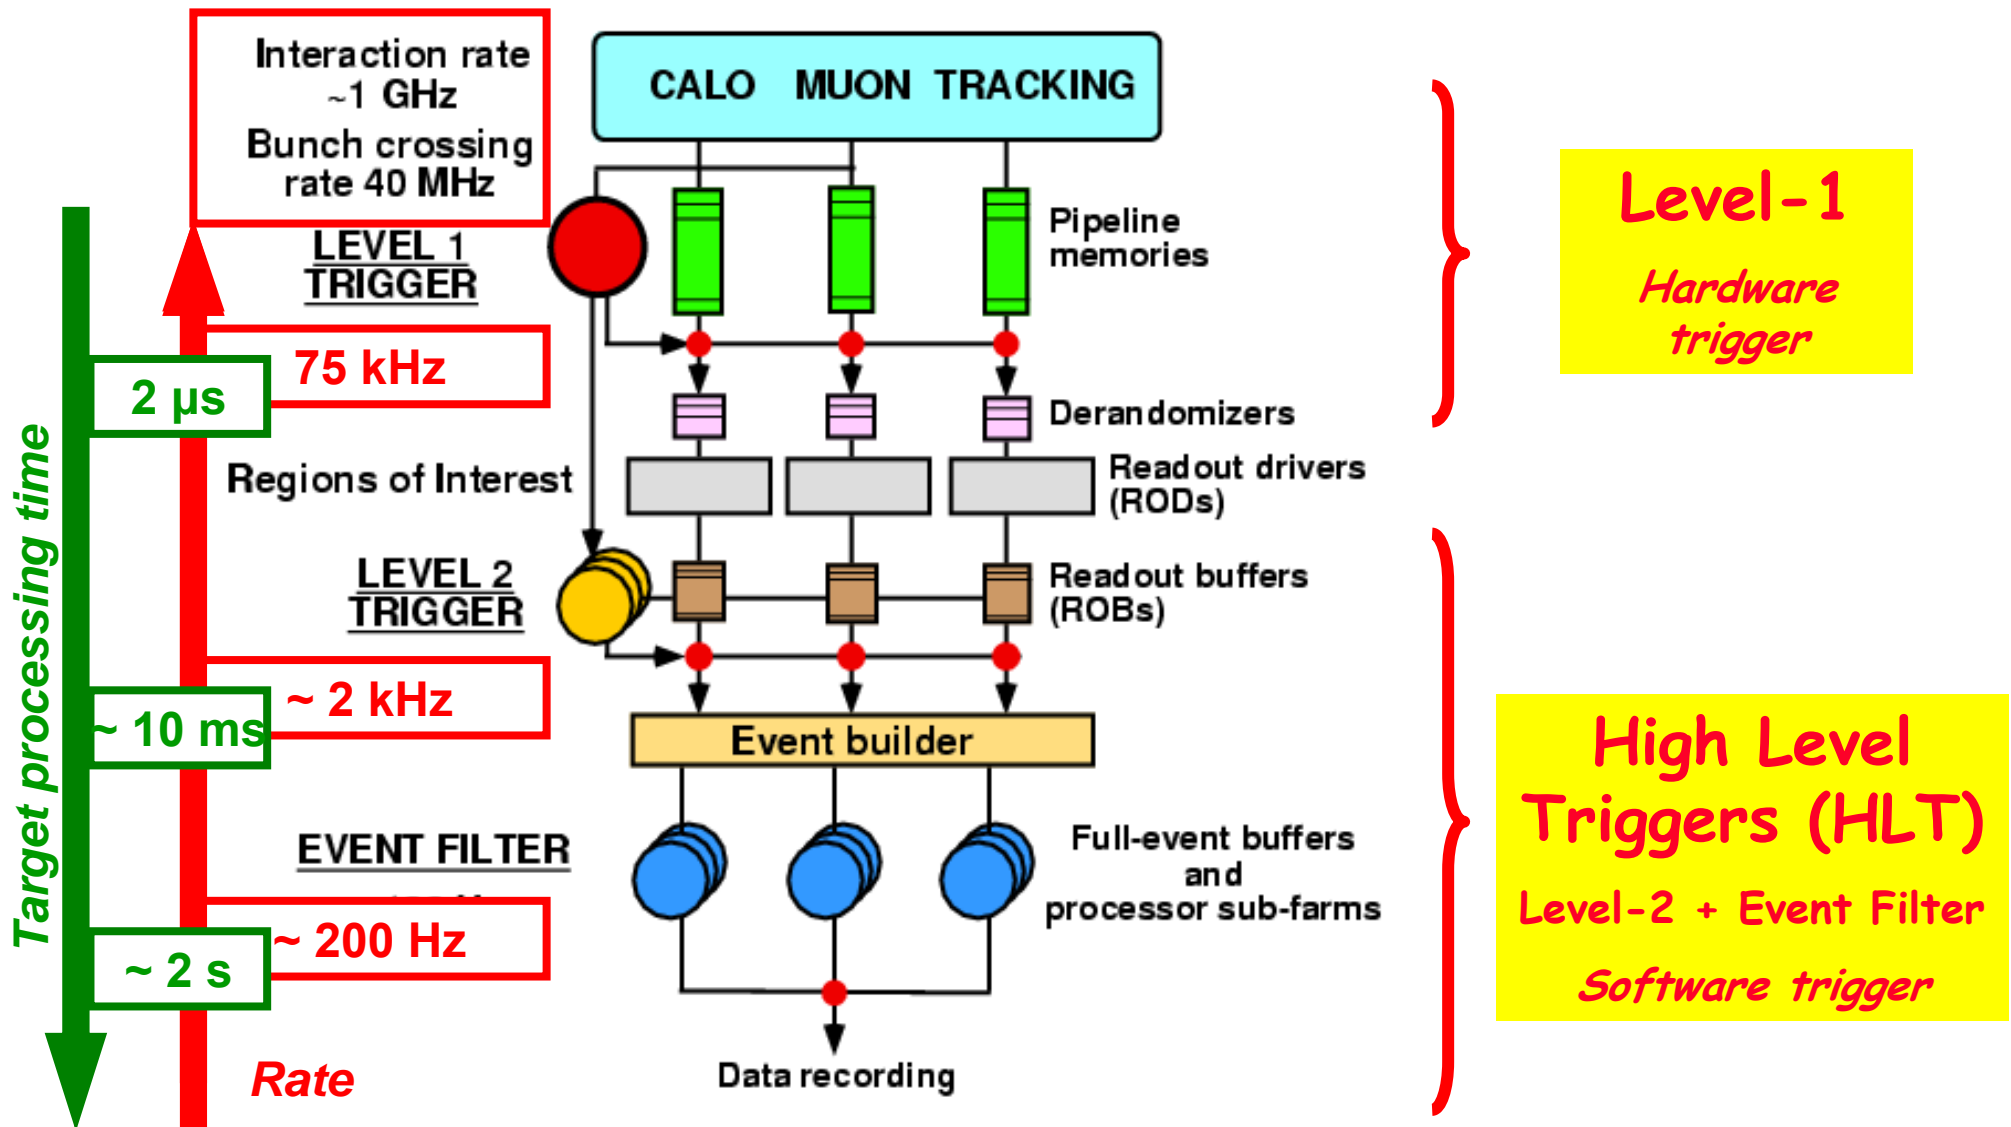 Interaction rate
~1 GHz
Bunch crossing
rate 40 MHz
CALO MUON TRACKING
LEVEL 1
TRIGGER
Pipeline
memories
Level-1
Hardware
trigger
75 kHz
2 µs
Derandomizers
Regions of Interest
Readout drivers
(RODs)
LEVEL 2
TRIGGER
Readout buffers
(ROBs)
~ 2 kHz
~ 10 ms
Event builder
High Level
Triggers (HLT)
Level-2 + Event Filter
Software trigger
EVENT FILTER
Full-event buffers
and
processor sub-farms
~ 200 Hz
~ 2 s
Target processing time
Rate
Data recording